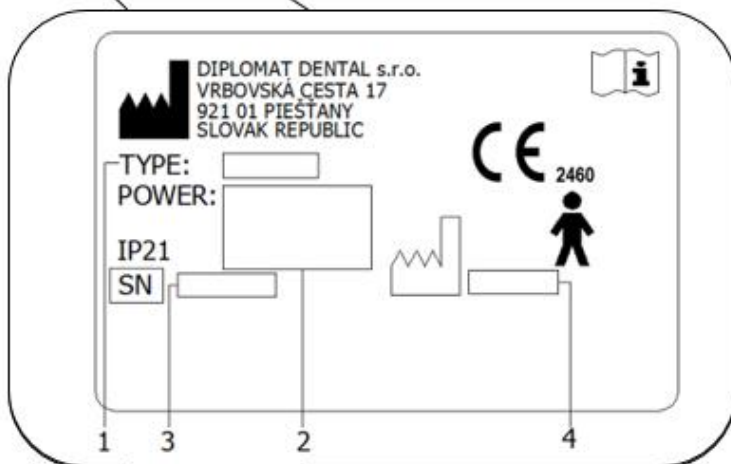 DIPLOMAT DENTAL s.r.o.
VRBOVSKÁ CESTA 17
921 01 PIEŠŤANY
SLOVAK REPUBLIC
TYPE:
POWER:
IP21
SN
CE 2460
i
1 3 2 4